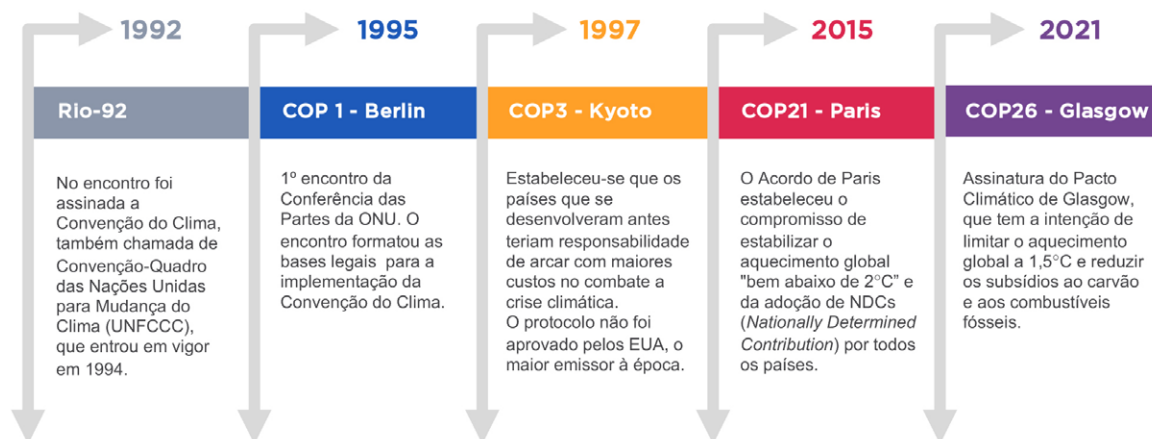 1992
1995
1997
2015
2021
Rio-92
COP 1 - Berlin
COP3 - Kyoto
COP21 - Paris
COP26 - Glasgow
No encontro foi
assinada a
Convenção do Clima,
também chamada de
Convenção-Quadro
das Nações Unidas
para Mudança do
Clima (UNFCCC),
que entrou em vigor
em 1994.
1º encontro da
Conferência das
Partes da ONU. O
encontro formatou as
bases legais para a
implementação da
Convenção do Clima.
Estabeleceu-se que os
países que se
desenvolveram antes
teriam responsabilidade
de arcar com maiores
custos no combate a
crise climática.
O protocolo não foi
aprovado pelos EUA, o
maior emissor à época.
O Acordo de Paris
estabeleceu o
compromisso de
estabilizar o
aquecimento global
"bem abaixo de 2°C” e
da adoção de NDCs
(Nationally Determined
Contribution) por todos
os países.
Assinatura do Pacto
Climático de Glasgow,
que tem a intenção de
limitar o aquecimento
global a 1,5°C e reduzir
os subsídios ao carvão
e aos combustíveis
fósseis.